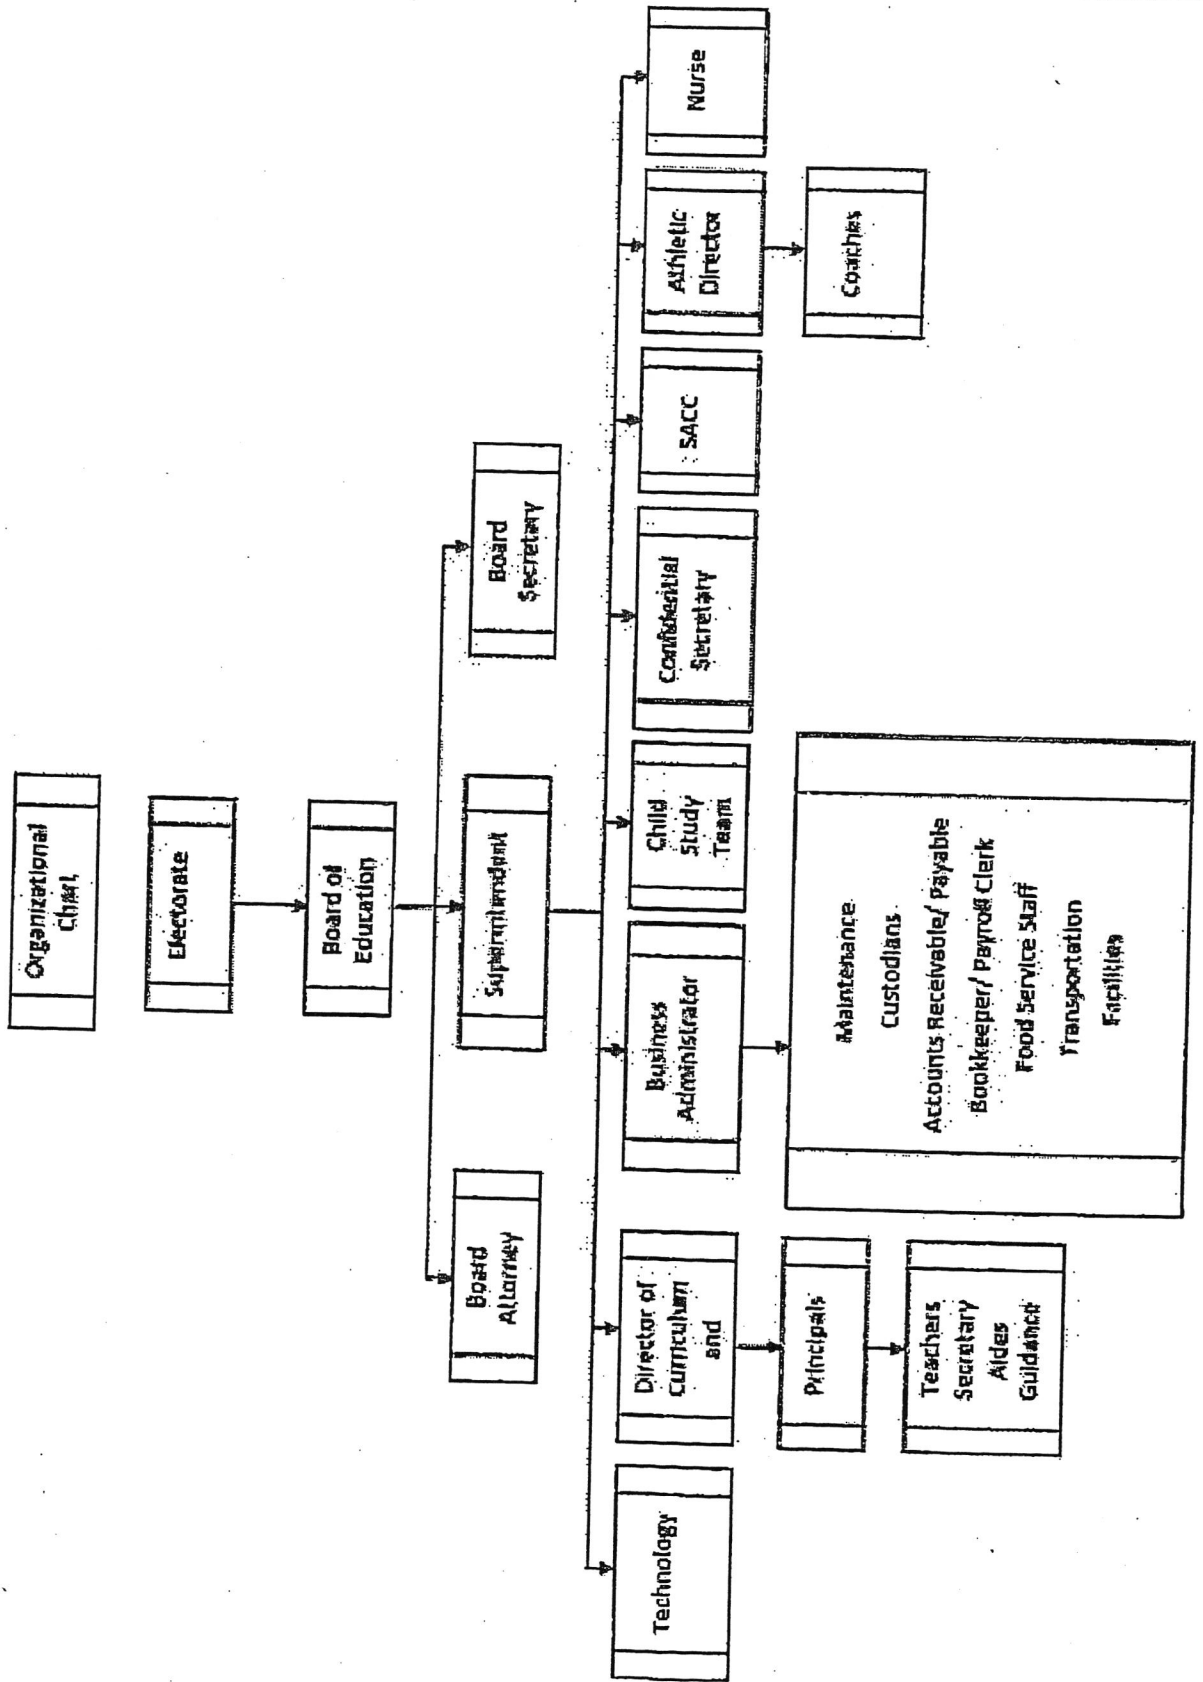 Organizational
Chart
Electorate
Board of
Education
Board
Attorney
Superintendent
Board
Secretary
Technology
Director of
Curriculum
and
Business
Administrator
Child
Study
Team
Confidential
Secretary
SACC
Athletic
Director
Nurse
Principals
Maintenance
Custodians
Accounts Receivable/ Payable
Bookkeeper/ Payroll Clerk
Food Service Staff
Transportation
Facilities
Coaches
Teachers
Secretary
Aides
Guidance